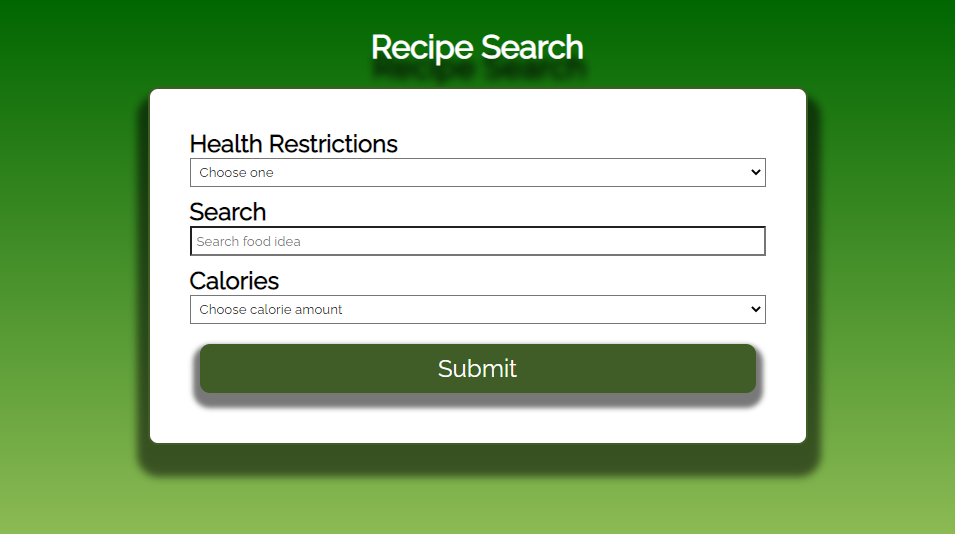 Recipe Search
Health Restrictions
Choose one
Search
Search food idea
Calories
Choose calorie amount
Submit